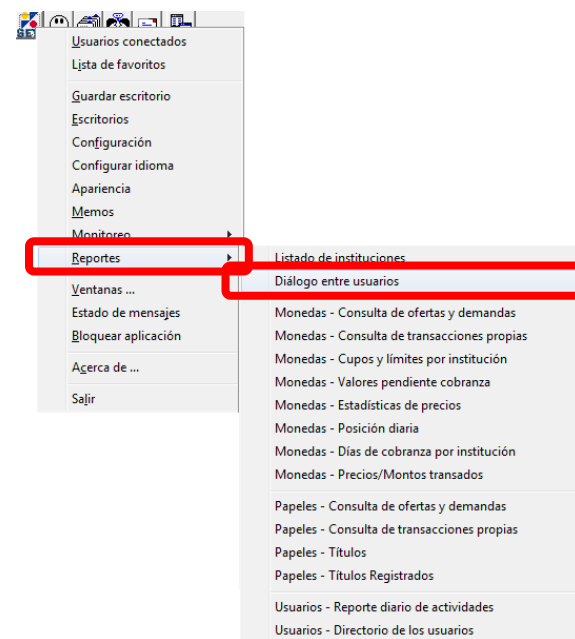 Usuarios conectados
Lista de favoritos
Guardar escritorio
Escritorios
Configuración
Configurar idioma
Apariencia
Memos
Monitoreo
Reportes
Ventanas ...
Estado de mensajes
Bloquear aplicación
Acerca de ...
Salir
Listado de instituciones
Diálogo entre usuarios
Monedas - Consulta de ofertas y demandas
Monedas - Consulta de transacciones propias
Monedas - Cupos y límites por institución
Monedas - Valores pendiente cobranza
Monedas - Estadísticas de precios
Monedas - Posición diaria
Monedas - Días de cobranza por institución
Monedas - Precios/Montos transados
Papeles - Consulta de ofertas y demandas
Papeles - Consulta de transacciones propias
Papeles - Títulos
Papeles - Títulos Registrados
Usuarios - Reporte diario de actividades
Usuarios - Directorio de los usuarios